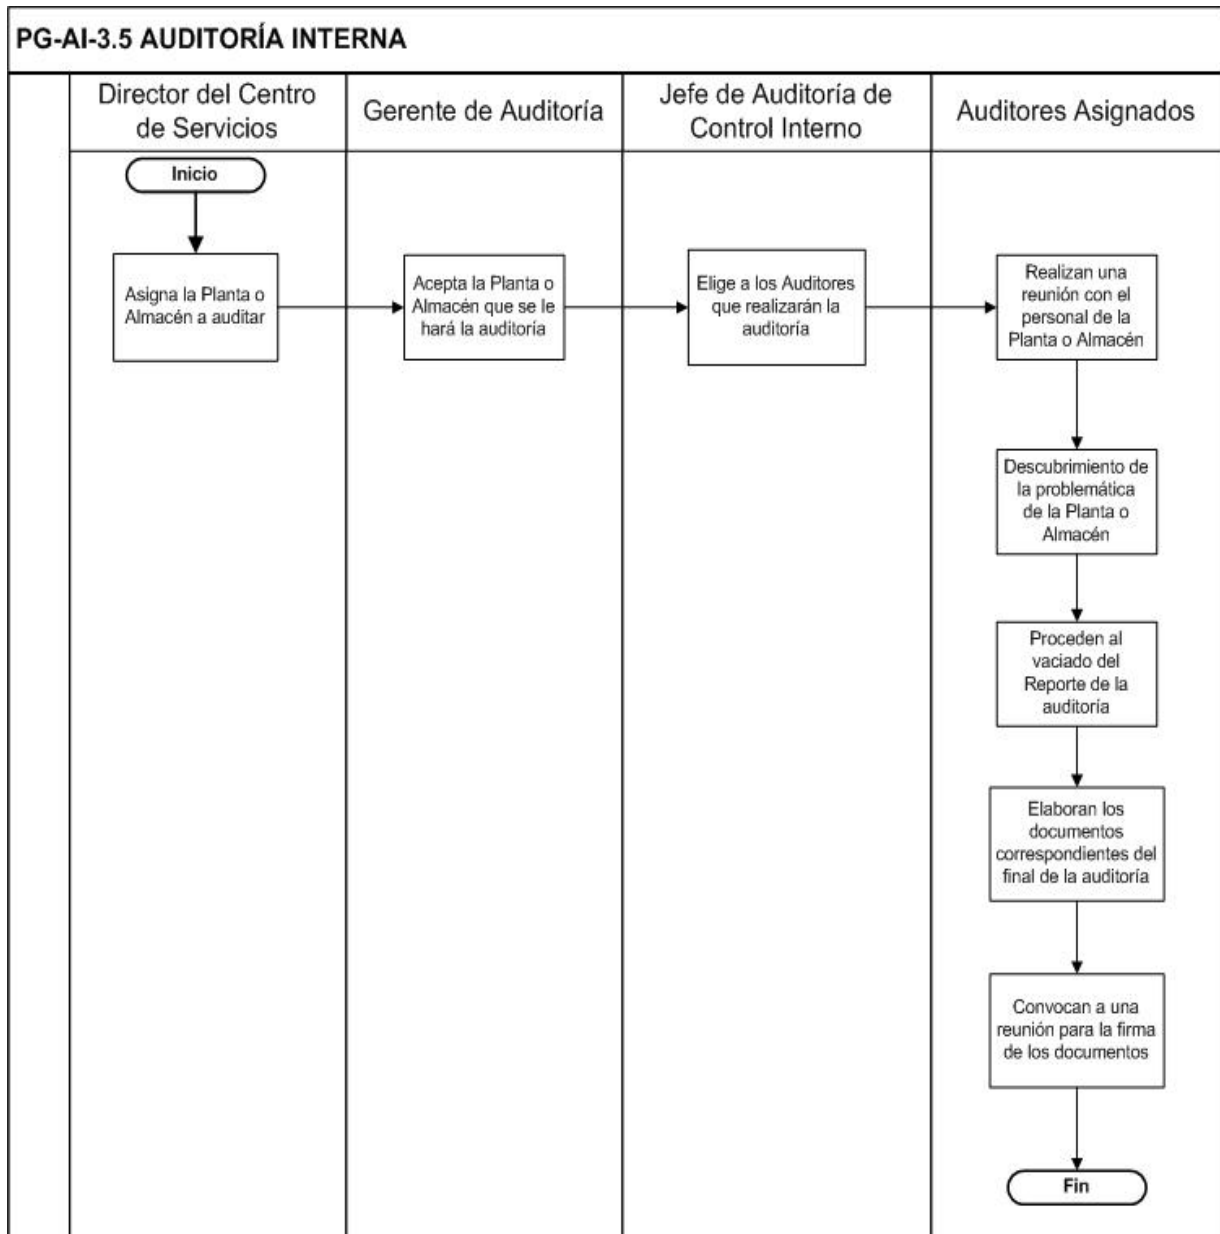 PG-AI-3.5 AUDITORÍA INTERNA
Director del Centro
de Servicios
Gerente de Auditoría
Jefe de Auditoría de
Control Interno
Auditores Asignados
Inicio
Asigna la Planta o
Almacén a auditar
Acepta la Planta o
Almacén que se le
hará la auditoría
Elige a los Auditores
que realizarán la
auditoría
Realizan una
reunión con el
personal de la
Planta o Almacén
Descubrimiento de
la problemática
de la Planta o
Almacén
Proceden al
vaciado del
Reporte de la
auditoría
Elaboran los
documentos
correspondientes del
final de la auditoría
Convocan a una
reunión para la firma
de los documentos
Fin